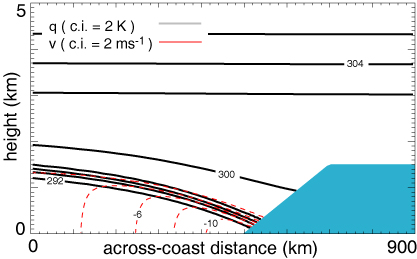 5
q ( c.i. = 2 K )
v ( c.i. = 2 ms⁻¹ )
304
height (km)
300
292
-6
-10
0
0
across-coast distance (km)
900